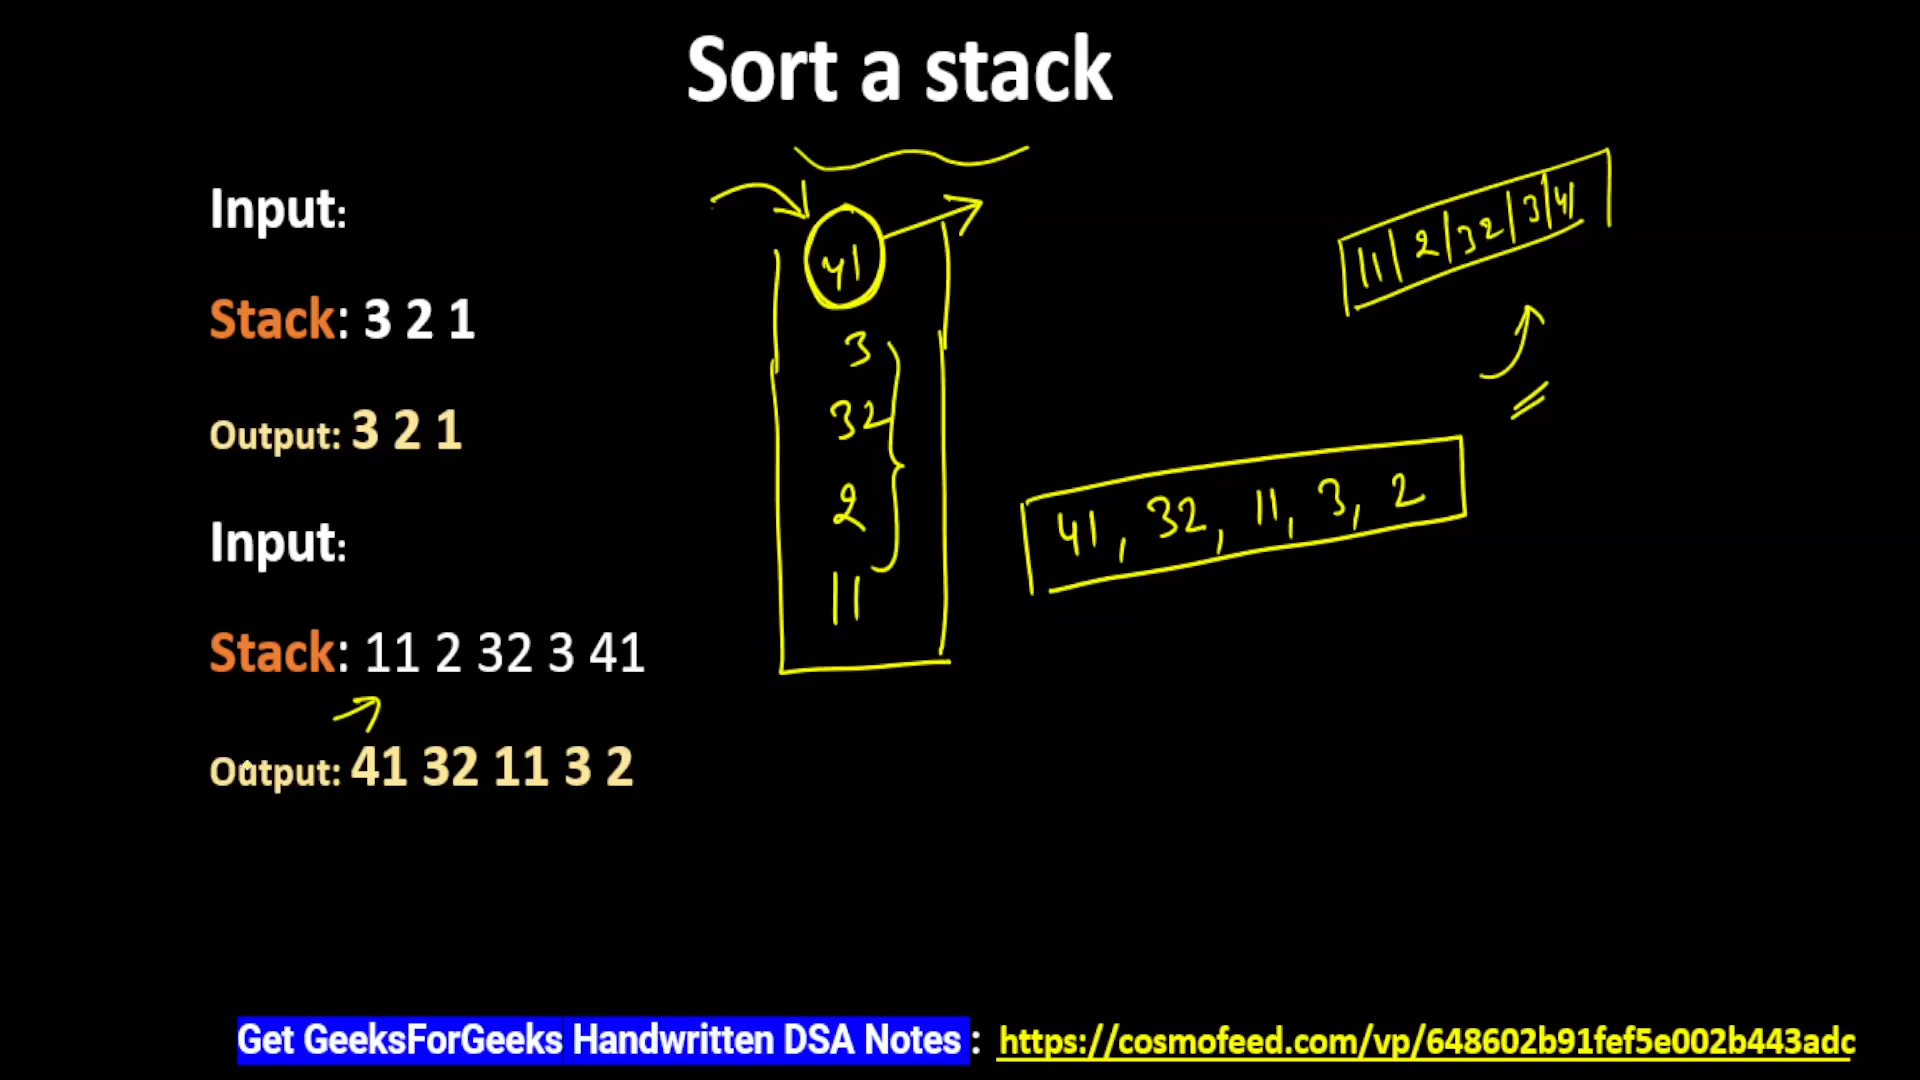 Sort a stack
Input:
Stack: 3 2 1
Output: 3 2 1
Input:
Stack: 11 2 32 3 41
Output: 41 32 11 3 2
41
3
32
2
11
11 | 2 | 32 | 3 | 41
41, 32, 11, 3, 2
Get GeeksForGeeks Handwritten DSA Notes : https://cosmofeed.com/vp/648602b91fef5e002b443adc